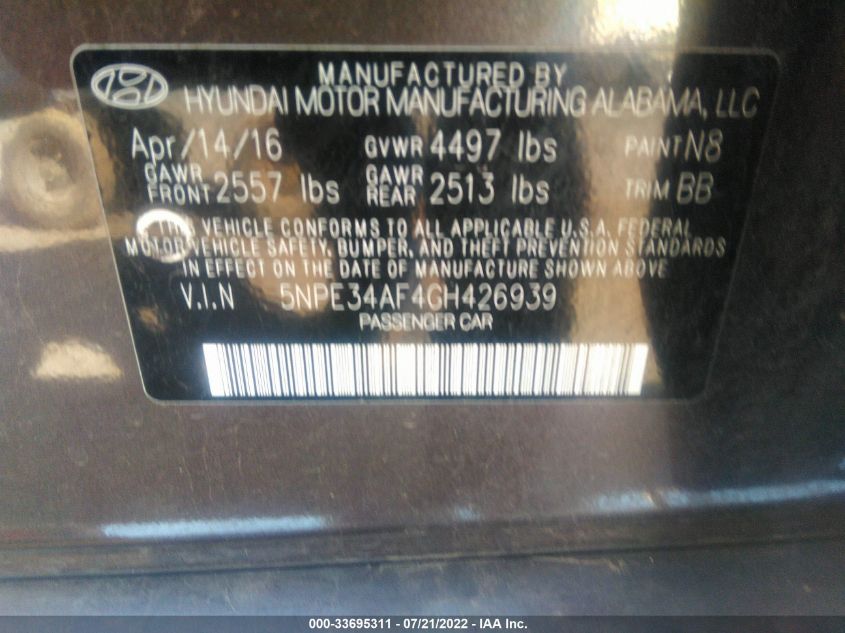 MANUFACTURED BY
HYUNDAI MOTOR MANUFACTURING ALABAMA, LLC
Apr/14/16 GVWR 4497 lbs PAINT N8
GAWR FRONT 2557 lbs GAWR REAR 2513 lbs TRIM BB
THIS VEHICLE CONFORMS TO ALL APPLICABLE U.S.A. FEDERAL
MOTOR VEHICLE SAFETY, BUMPER, AND THEFT PREVENTION STANDARDS
IN EFFECT ON THE DATE OF MANUFACTURE SHOWN ABOVE
V.I.N 5NPE34AF4GH426939
PASSENGER CAR
000-33695311 - 07/21/2022 - IAA Inc.